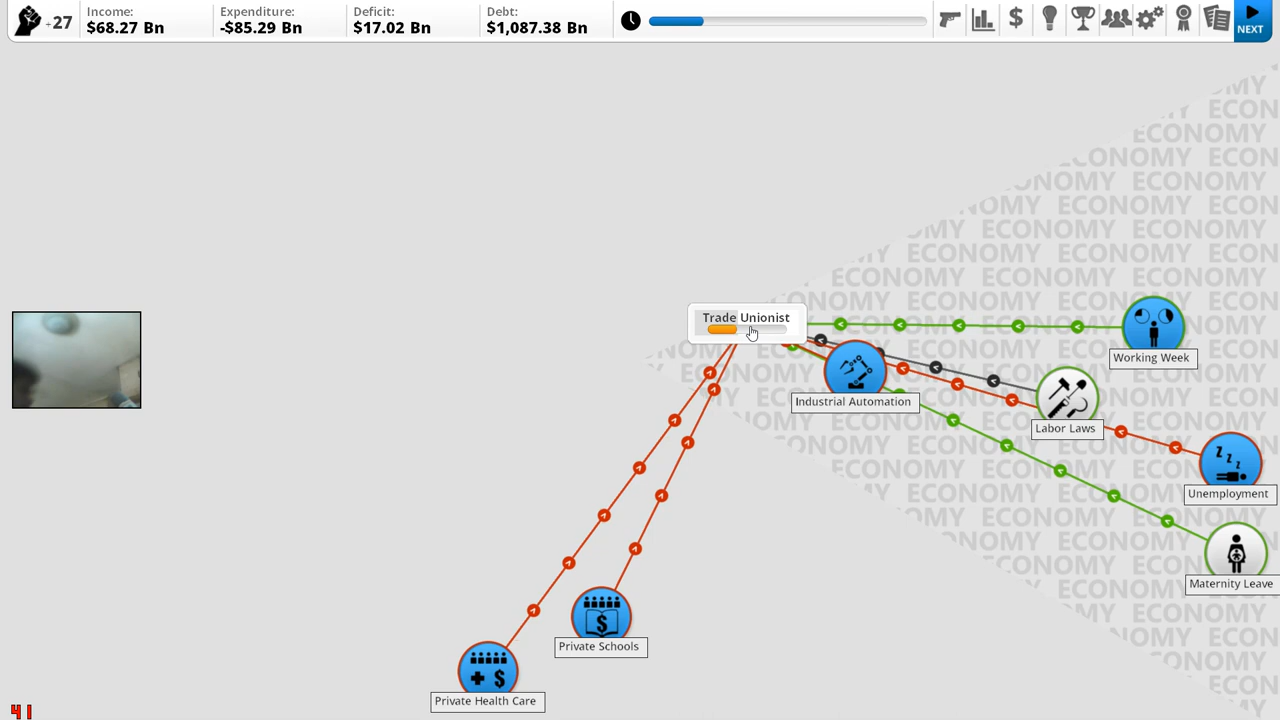 +27
Income:
$68.27 Bn
Expenditure:
-$85.29 Bn
Deficit:
$17.02 Bn
Debt:
$1,087.38 Bn
NEXT
ECONOMY
Trade Unionist
Working Week
Industrial Automation
Labor Laws
Unemployment
Maternity Leave
Private Schools
Private Health Care
41